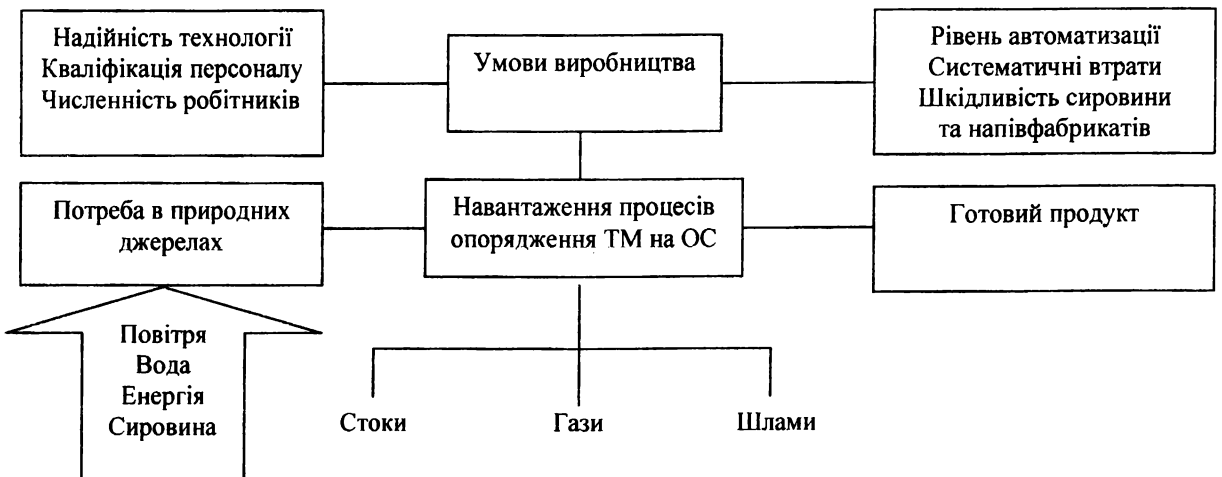 Надійність технології
Кваліфікація персоналу
Численність робітників
Умови виробництва
Рівень автоматизації
Систематичні втрати
Шкідливість сировини
та напівфабрикатів
Потреба в природних
джерелах
Навантаження процесів
опорядження ТМ на ОС
Готовий продукт
Повітря
Вода
Енергія
Сировина
Стоки
Гази
Шлами